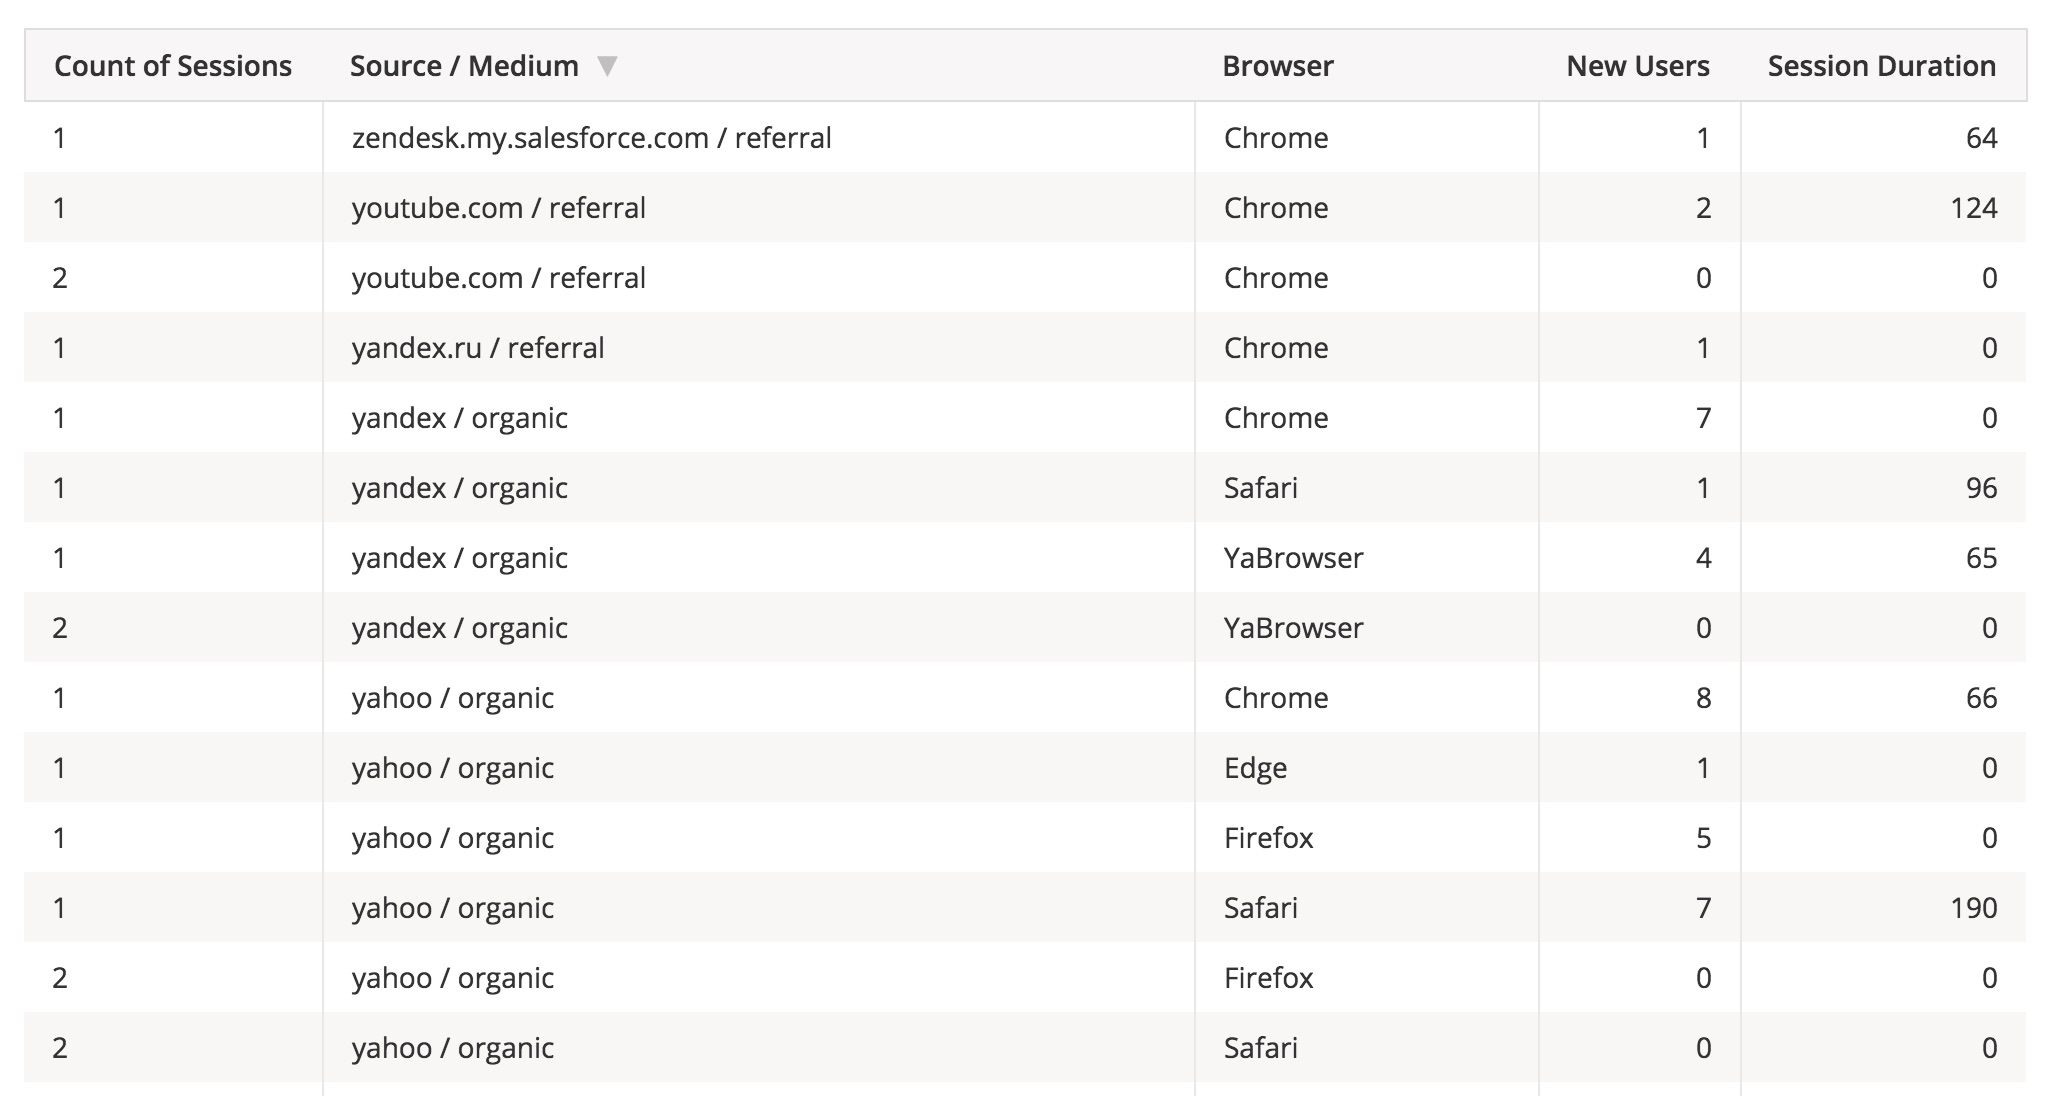 Count of Sessions Source / Medium ▼ Browser New Users Session Duration
1 zendesk.my.salesforce.com / referral Chrome 1 64
1 youtube.com / referral Chrome 2 124
2 youtube.com / referral Chrome 0 0
1 yandex.ru / referral Chrome 1 0
1 yandex / organic Chrome 7 0
1 yandex / organic Safari 1 96
1 yandex / organic YaBrowser 4 65
2 yandex / organic YaBrowser 0 0
1 yahoo / organic Chrome 8 66
1 yahoo / organic Edge 1 0
1 yahoo / organic Firefox 5 0
1 yahoo / organic Safari 7 190
2 yahoo / organic Firefox 0 0
2 yahoo / organic Safari 0 0